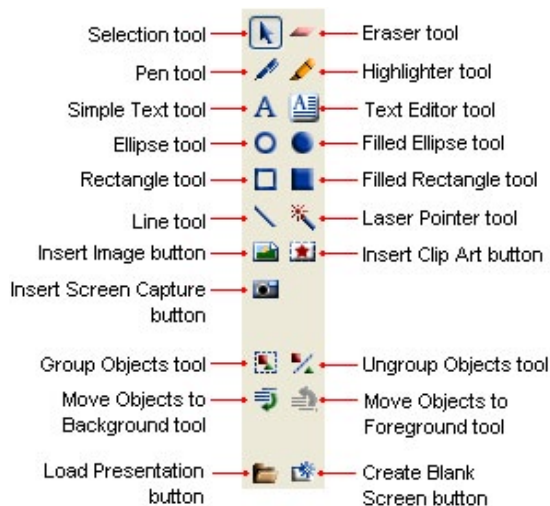 Selection tool
Eraser tool
Pen tool
Highlighter tool
Simple Text tool
A
A
Text Editor tool
Ellipse tool
Filled Ellipse tool
Rectangle tool
Filled Rectangle tool
Line tool
Laser Pointer tool
Insert Image button
Insert Clip Art button
Insert Screen Capture
button
Group Objects tool
Ungroup Objects tool
Move Objects to
Background tool
Move Objects to
Foreground tool
Load Presentation
button
Create Blank
Screen button